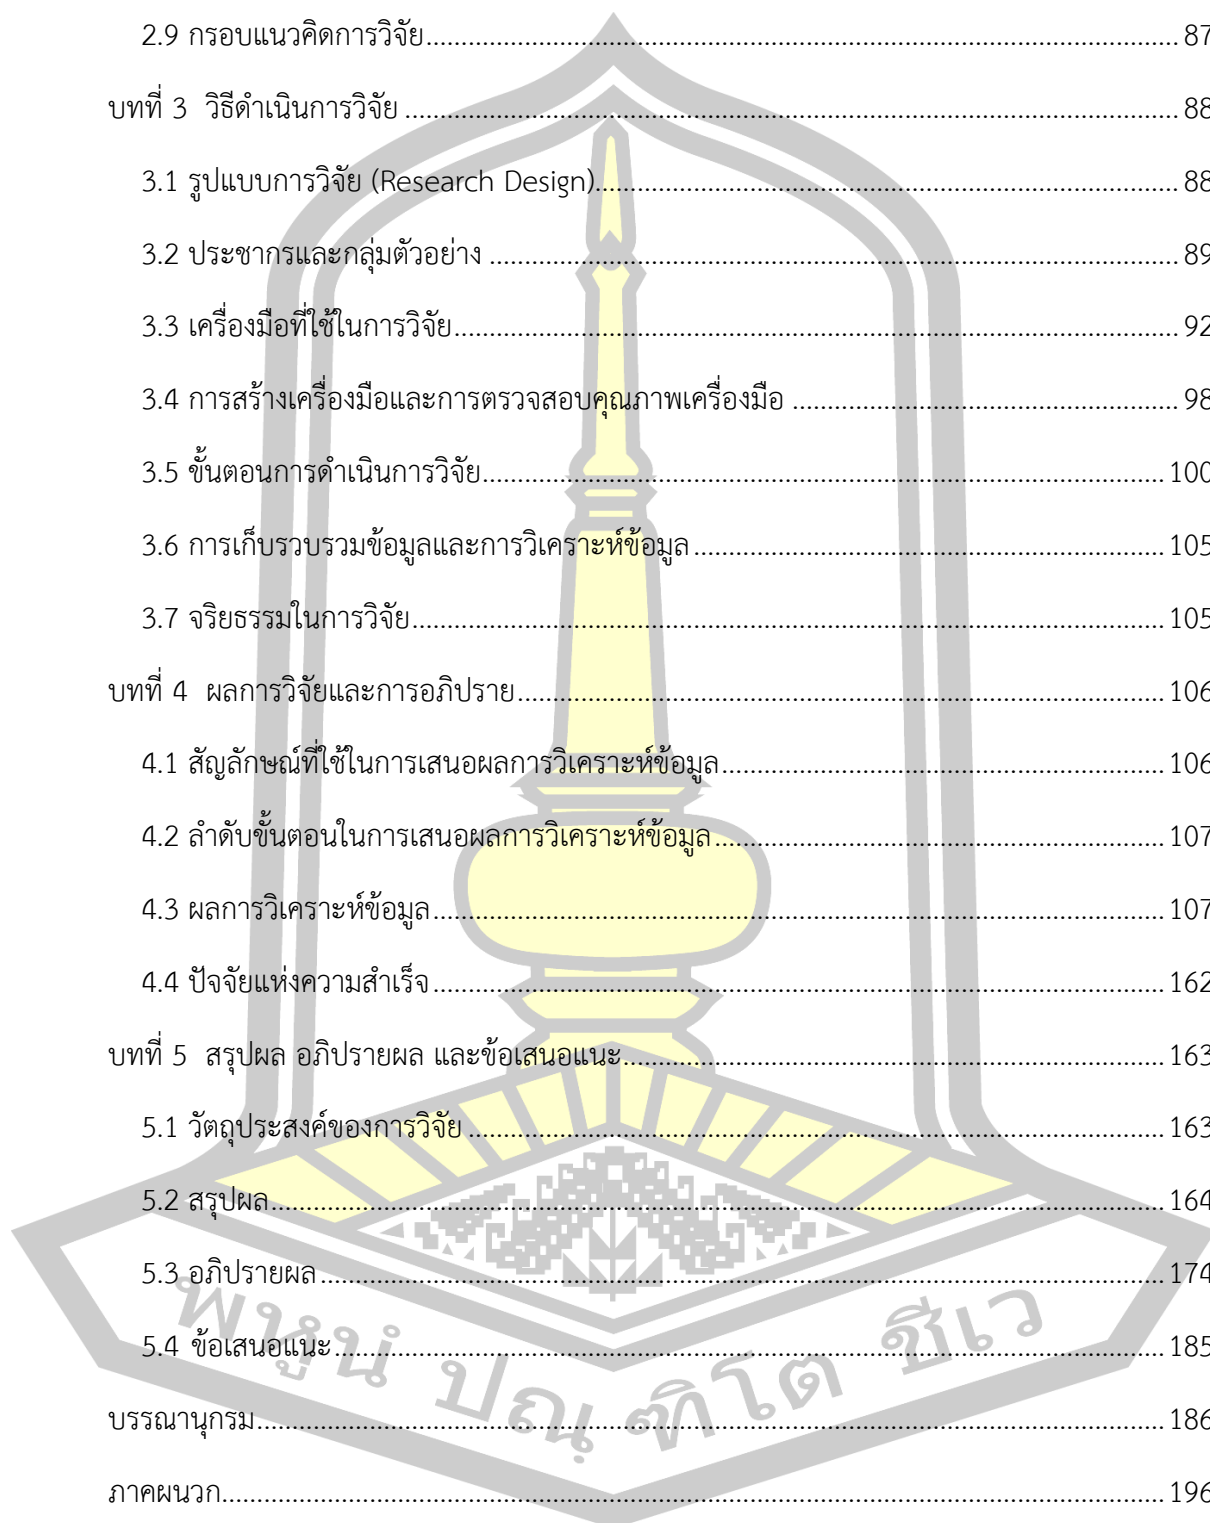 2.9 กรอบแนวคิดการวิจัย 87
บทที่ 3 วิธีดำเนินการวิจัย 88
3.1 รูปแบบการวิจัย (Research Design) 88
3.2 ประชากรและกลุ่มตัวอย่าง 89
3.3 เครื่องมือที่ใช้ในการวิจัย 92
3.4 การสร้างเครื่องมือและการตรวจสอบคุณภาพเครื่องมือ 98
3.5 ขั้นตอนการดำเนินการวิจัย 100
3.6 การเก็บรวบรวมข้อมูลและการวิเคราะห์ข้อมูล 105
3.7 จริยธรรมในการวิจัย 105
บทที่ 4 ผลการวิจัยและการอภิปราย 106
4.1 สัญลักษณ์ที่ใช้ในการเสนอผลการวิเคราะห์ข้อมูล 106
4.2 ลำดับขั้นตอนในการเสนอผลการวิเคราะห์ข้อมูล 107
4.3 ผลการวิเคราะห์ข้อมูล 107
4.4 ปัจจัยแห่งความสำเร็จ 162
บทที่ 5 สรุปผล อภิปรายผล และข้อเสนอแนะ 163
5.1 วัตถุประสงค์ของการวิจัย 163
5.2 สรุปผล 164
5.3 อภิปรายผล 174
5.4 ข้อเสนอแนะ 185
บรรณานุกรม 186
ภาคผนวก 196
พหูนํ ปณฺฑิโต ชีเว